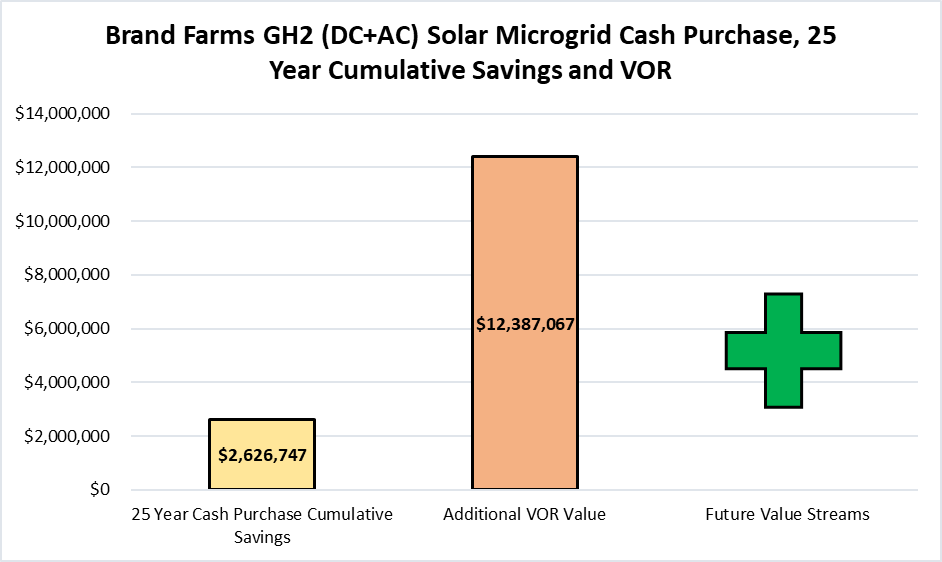 Brand Farms GH2 (DC+AC) Solar Microgrid Cash Purchase, 25
Year Cumulative Savings and VOR
$14,000,000
$12,000,000
$10,000,000
$8,000,000
$6,000,000
$4,000,000
$2,000,000
$0
$2,626,747
$12,387,067
25 Year Cash Purchase Cumulative
Savings
Additional VOR Value
Future Value Streams